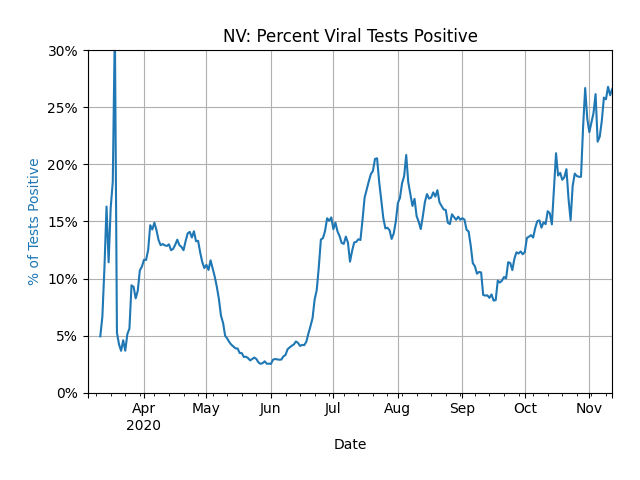 NV: Percent Viral Tests Positive
30%
25%
20%
15%
10%
5%
0%
% of Tests Positive
Apr May Jun Jul Aug Sep Oct Nov
2020
Date